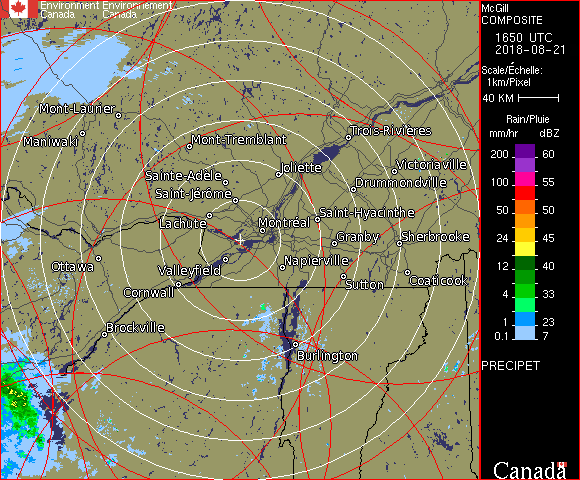 Environment Environnement
Canada Canada
McGill
COMPOSITE
1650 UTC
2018-08-21
Scale/Échelle:
1km/Pixel
40 KM
Rain/Pluie
mm/hr dBZ
200 60
100 55
50 50
24 45
12 40
4 33
1 23
0.1 7
PRECIPET
Canada
Mont-Laurier
Maniwaki
Mont-Tremblant
Trois-Rivières
Joliette
Victoriaville
Sainte-Adèle
Drummondville
Saint-Jérôme
Saint-Hyacinthe
Lachute
Montréal
Granby
Sherbrooke
Ottawa
Valleyfield
Napierville
Cornwall
Sutton
Coaticook
Brockville
Burlington